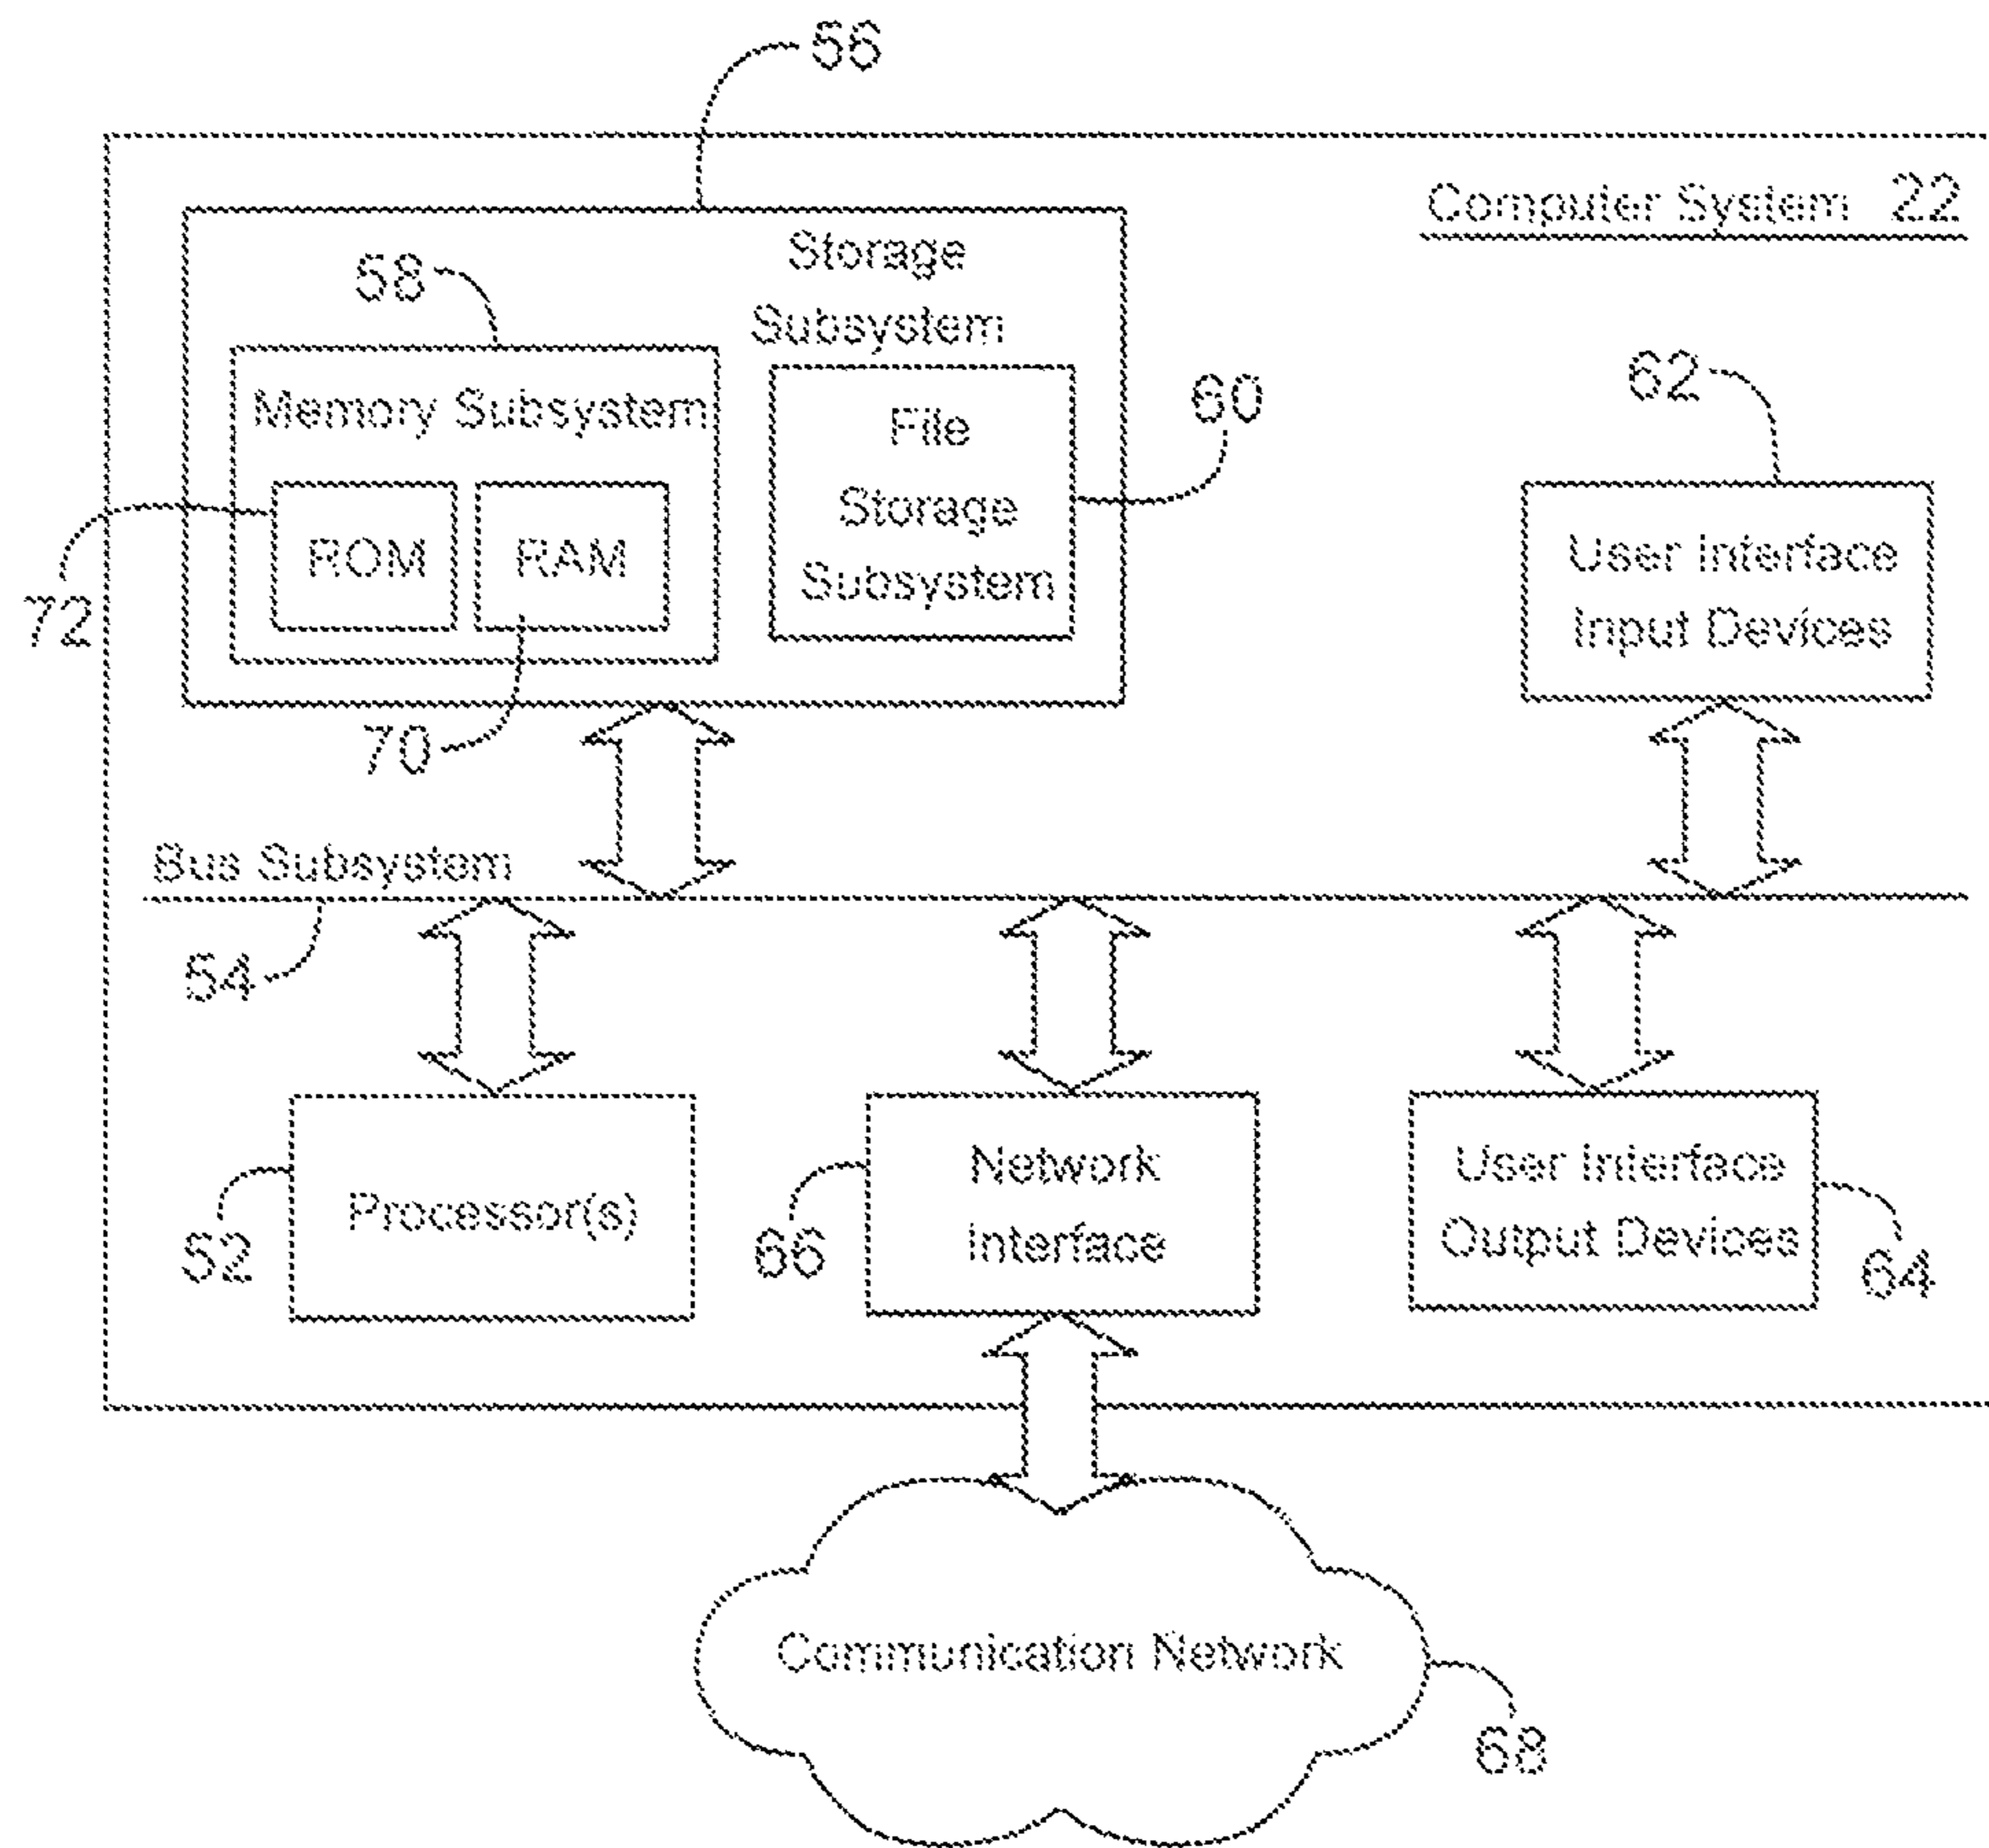 56
Computer System 22
Storage
Subsystem
58
Memory Subsystem
60
File
Storage
Subsystem
62
72
ROM
RAM
User Interface
Input Devices
70
Bus Subsystem
54
Processor(s)
52
Network
Interface
66
User Interface
Output Devices
64
Communication Network
68